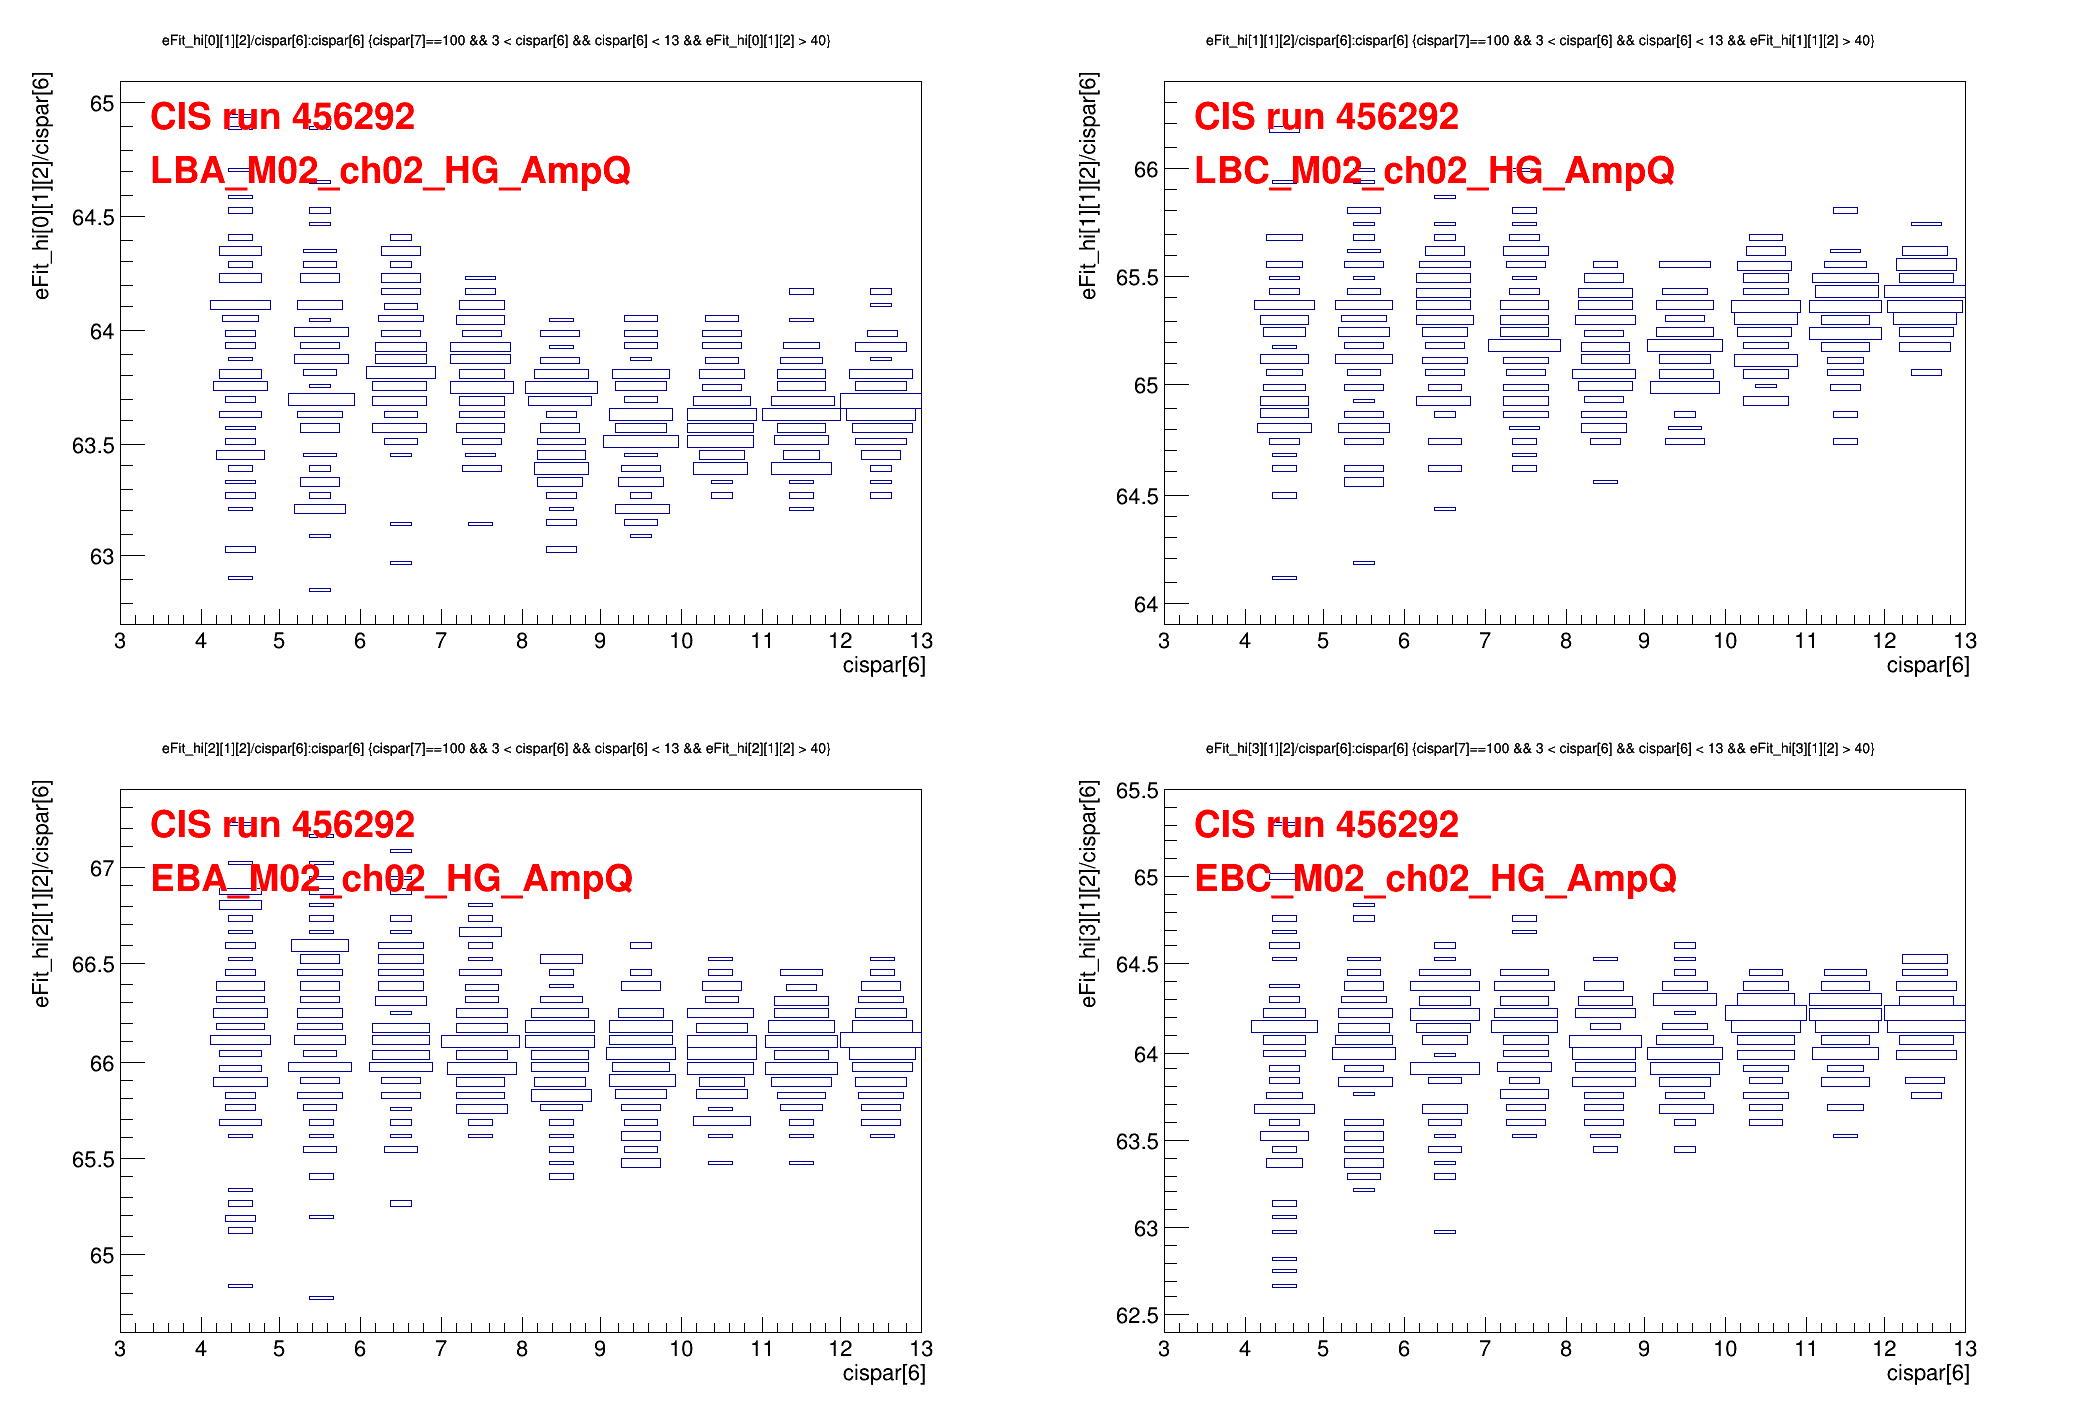 eFit_hi[0][1][2]/cispar[6]:cispar[6] {cispar[7]==100 && 3 < cispar[6] && cispar[6] < 13 && eFit_hi[0][1][2] > 40}
eFit_hi[0][1][2]/cispar[6]
CIS run 456292
LBA_M02_ch02_HG_AmpQ
65
64.5
64
63.5
63
3 4 5 6 7 8 9 10 11 12 13
cispar[6]
eFit_hi[1][1][2]/cispar[6]:cispar[6] {cispar[7]==100 && 3 < cispar[6] && cispar[6] < 13 && eFit_hi[1][1][2] > 40}
eFit_hi[1][1][2]/cispar[6]
CIS run 456292
LBC_M02_ch02_HG_AmpQ
66
65.5
65
64.5
64
3 4 5 6 7 8 9 10 11 12 13
cispar[6]
eFit_hi[2][1][2]/cispar[6]:cispar[6] {cispar[7]==100 && 3 < cispar[6] && cispar[6] < 13 && eFit_hi[2][1][2] > 40}
eFit_hi[2][1][2]/cispar[6]
CIS run 456292
EBA_M02_ch02_HG_AmpQ
67
66.5
66
65.5
65
3 4 5 6 7 8 9 10 11 12 13
cispar[6]
eFit_hi[3][1][2]/cispar[6]:cispar[6] {cispar[7]==100 && 3 < cispar[6] && cispar[6] < 13 && eFit_hi[3][1][2] > 40}
eFit_hi[3][1][2]/cispar[6]
65.5
CIS run 456292
EBC_M02_ch02_HG_AmpQ
65
64.5
64
63.5
63
62.5
3 4 5 6 7 8 9 10 11 12 13
cispar[6]